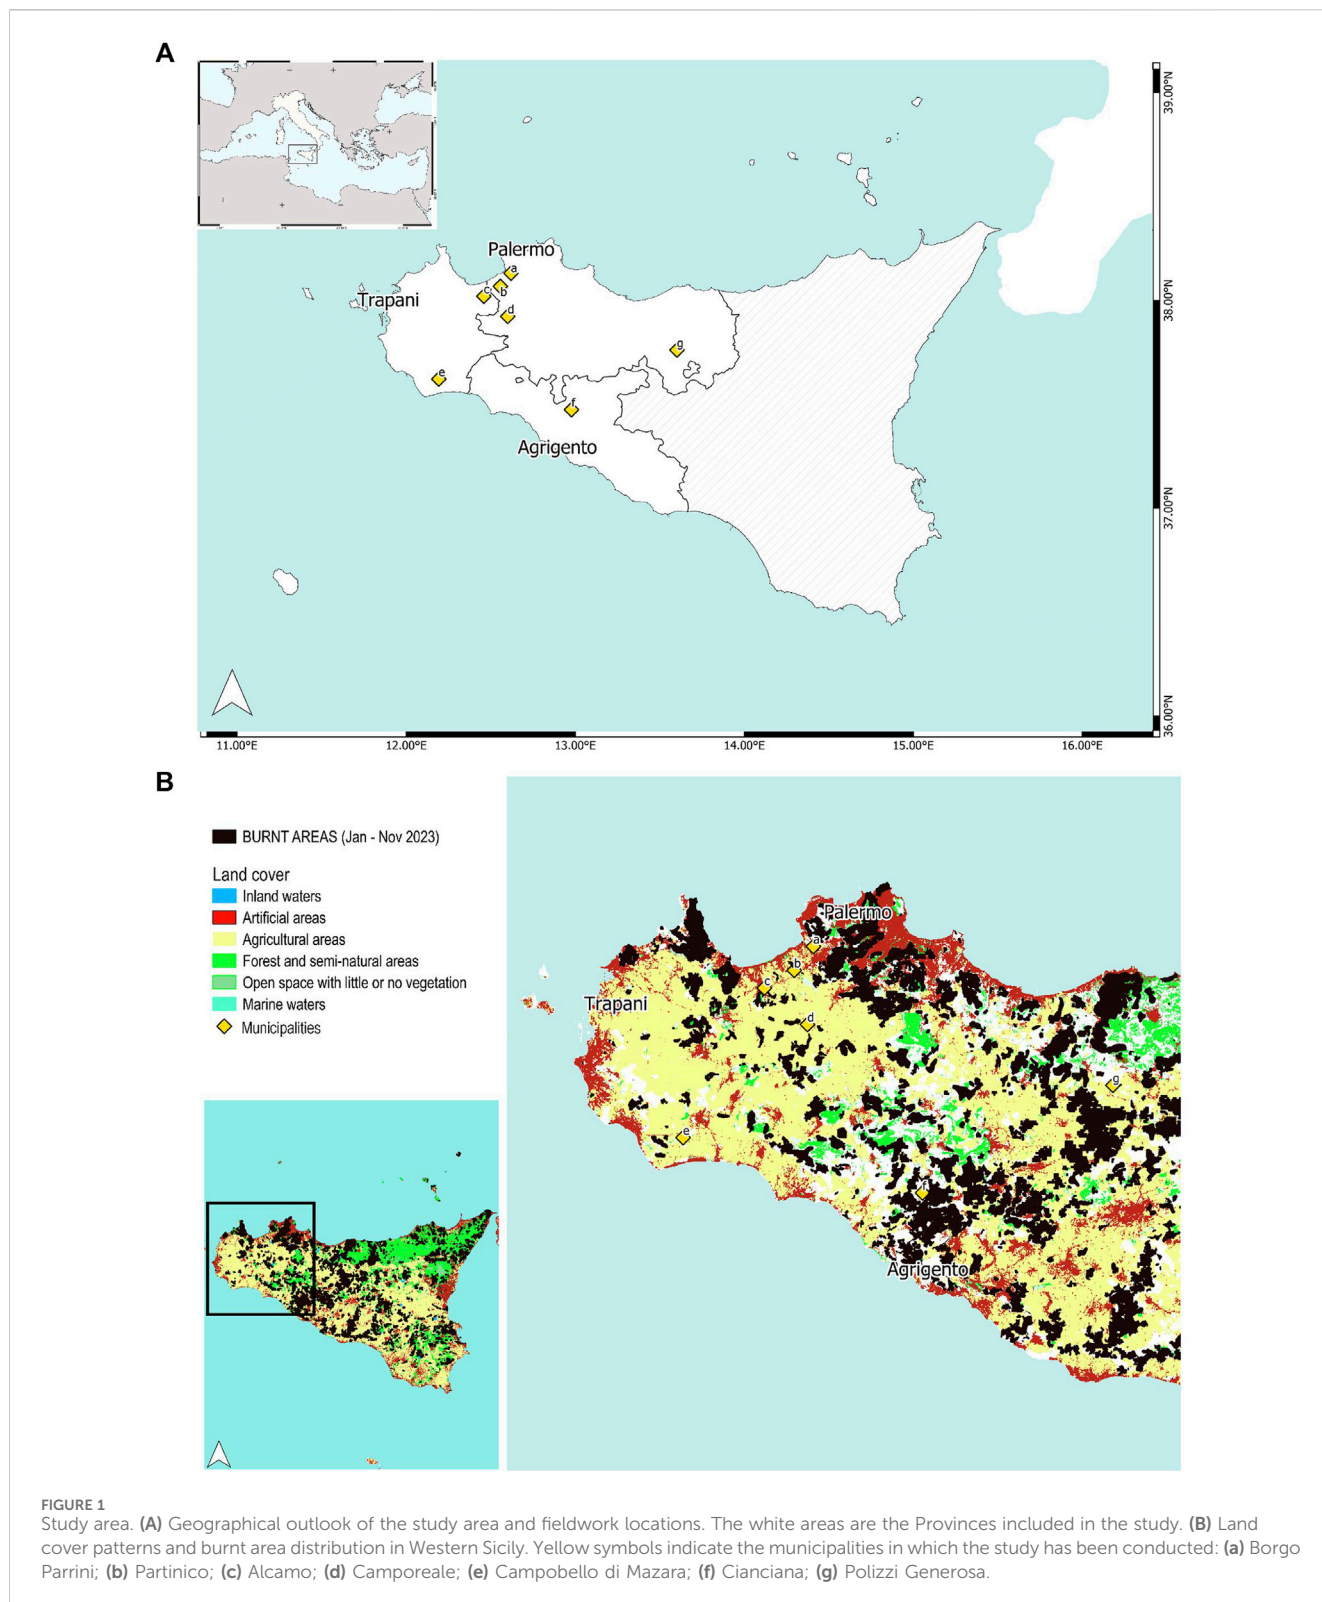 A
39.00°N
38.00°N
37.00°N
36.00°N
Palermo
Trapani
Agrigento
a
b
c
d
e
f
g
11.00°E
12.00°E
13.00°E
14.00°E
15.00°E
16.00°E
B
BURNT AREAS (Jan - Nov 2023)
Land cover
Inland waters
Artificial areas
Agricultural areas
Forest and semi-natural areas
Open space with little or no vegetation
Marine waters
Municipalities
Palermo
Trapani
Agrigento
a
b
c
d
e
f
g
FIGURE 1
Study area. (A) Geographical outlook of the study area and fieldwork locations. The white areas are the Provinces included in the study. (B) Land
cover patterns and burnt area distribution in Western Sicily. Yellow symbols indicate the municipalities in which the study has been conducted: (a) Borgo
Parrini; (b) Partinico; (c) Alcamo; (d) Camporeale; (e) Campobello di Mazara; (f) Cianciana; (g) Polizzi Generosa.